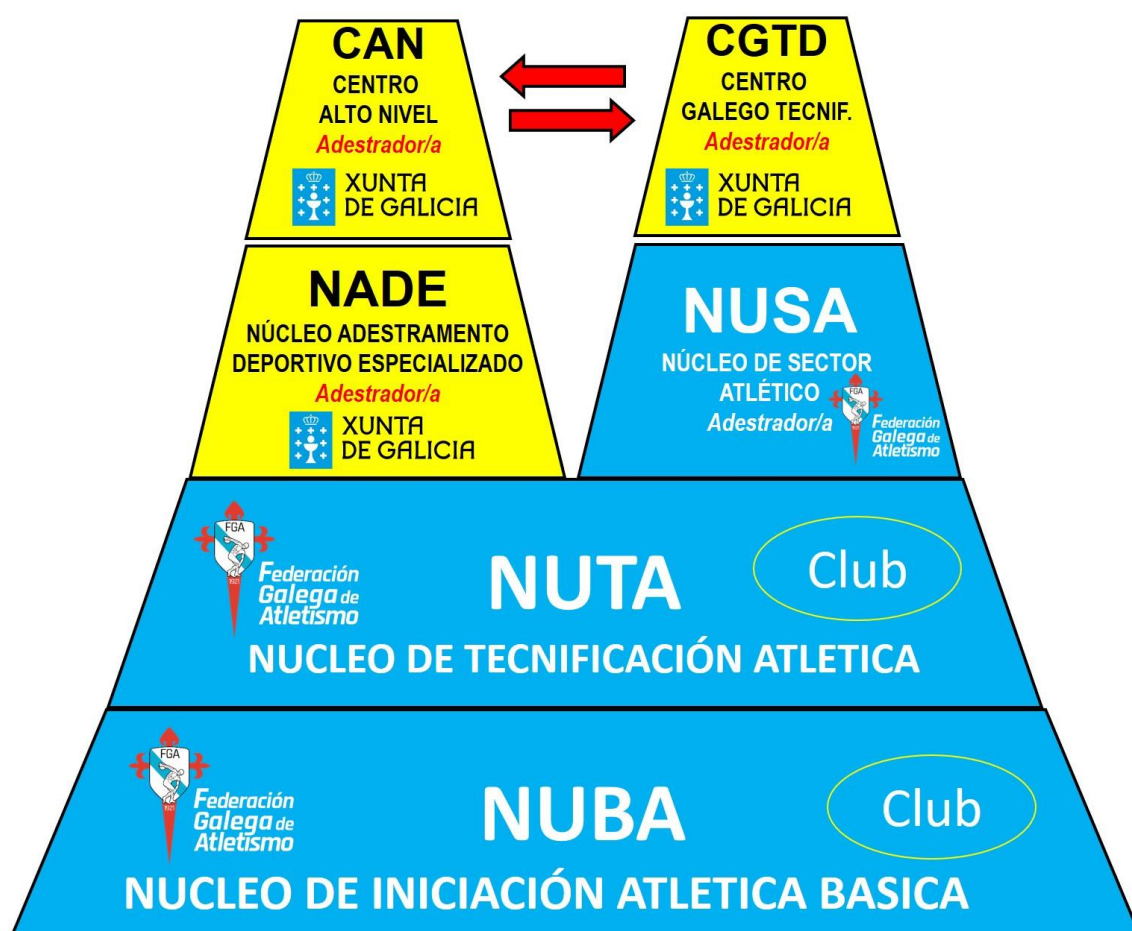 CAN
CENTRO
ALTO NIVEL
Adestrador/a
XUNTA
DE GALICIA
CGTD
CENTRO
GALEGO TECNIF.
Adestrador/a
XUNTA
DE GALICIA
NADE
NÚCLEO ADESTRAMENTO
DEPORTIVO ESPECIALIZADO
Adestrador/a
XUNTA
DE GALICIA
NUSA
NÚCLEO DE SECTOR
ATLÉTICO
Adestrador/a
FGA
Federación
Galega de
Atletismo
FGA
1921
Federación
Galega de
Atletismo
NUTA
Club
NUCLEO DE TECNIFICACIÓN ATLETICA
FGA
1921
Federación
Galega de
Atletismo
NUBA
Club
NUCLEO DE INICIACIÓN ATLETICA BASICA